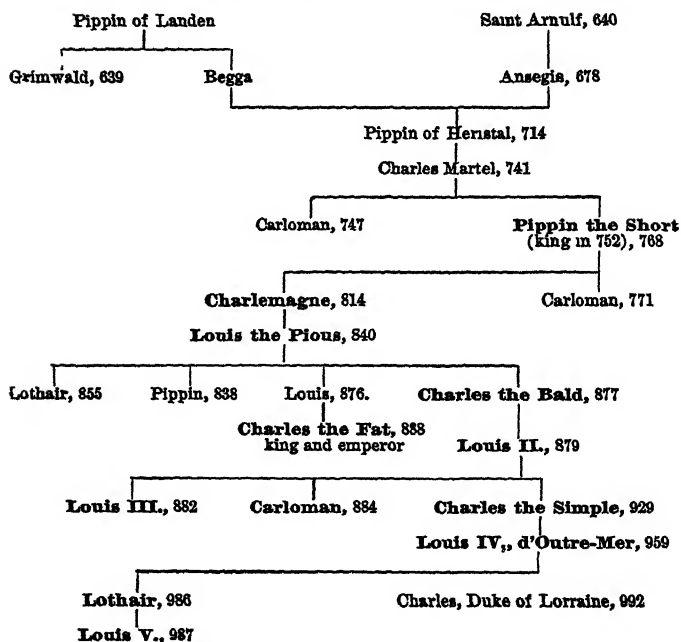 Pippin of Landen Saint Arnulf, 640
Grimwald, 639 Begga Ansegis, 678
Pippin of Heristal, 714
Charles Martel, 741
Carloman, 747 Pippin the Short
(king in 752), 768
Charlemagne, 814 Carloman, 771
Louis the Pious, 840
Lothair, 855 Pippin, 838 Louis, 876. Charles the Bald, 877
Charles the Fat, 888
king and emperor
Louis II., 879
Louis III., 882 Carloman, 884 Charles the Simple, 929
Louis IV,, d'Outre-Mer, 959
Lothair, 986 Charles, Duke of Lorraine, 992
Louis V., 987